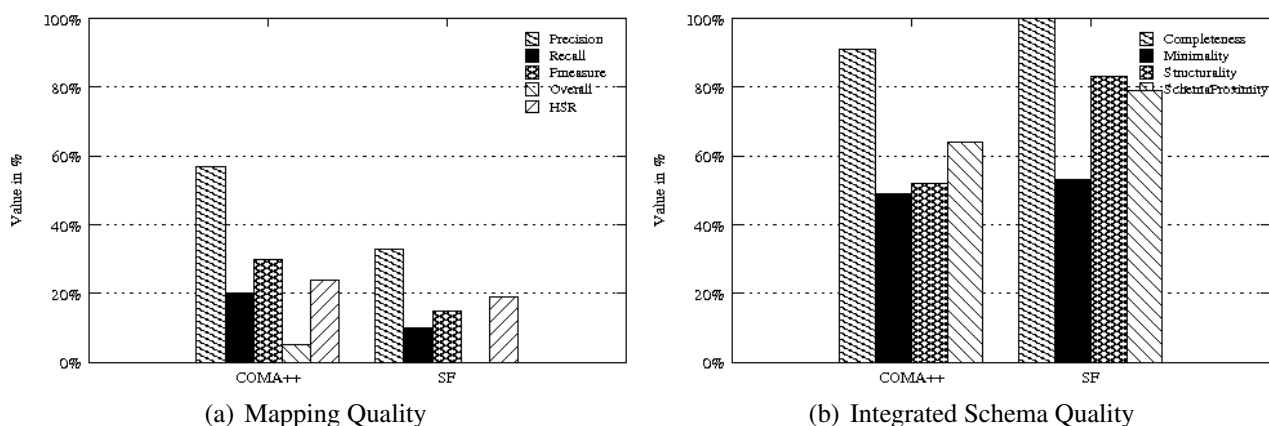 100%
80%
60%
40%
20%
0%
Value in %
Precision
Recall
Fmeasure
Overall
HSR
COMA++ SF
(a) Mapping Quality
100%
80%
60%
40%
20%
0%
Value in %
Completeness
Minimality
Structurality
SchemaProximity
COMA++ SF
(b) Integrated Schema Quality